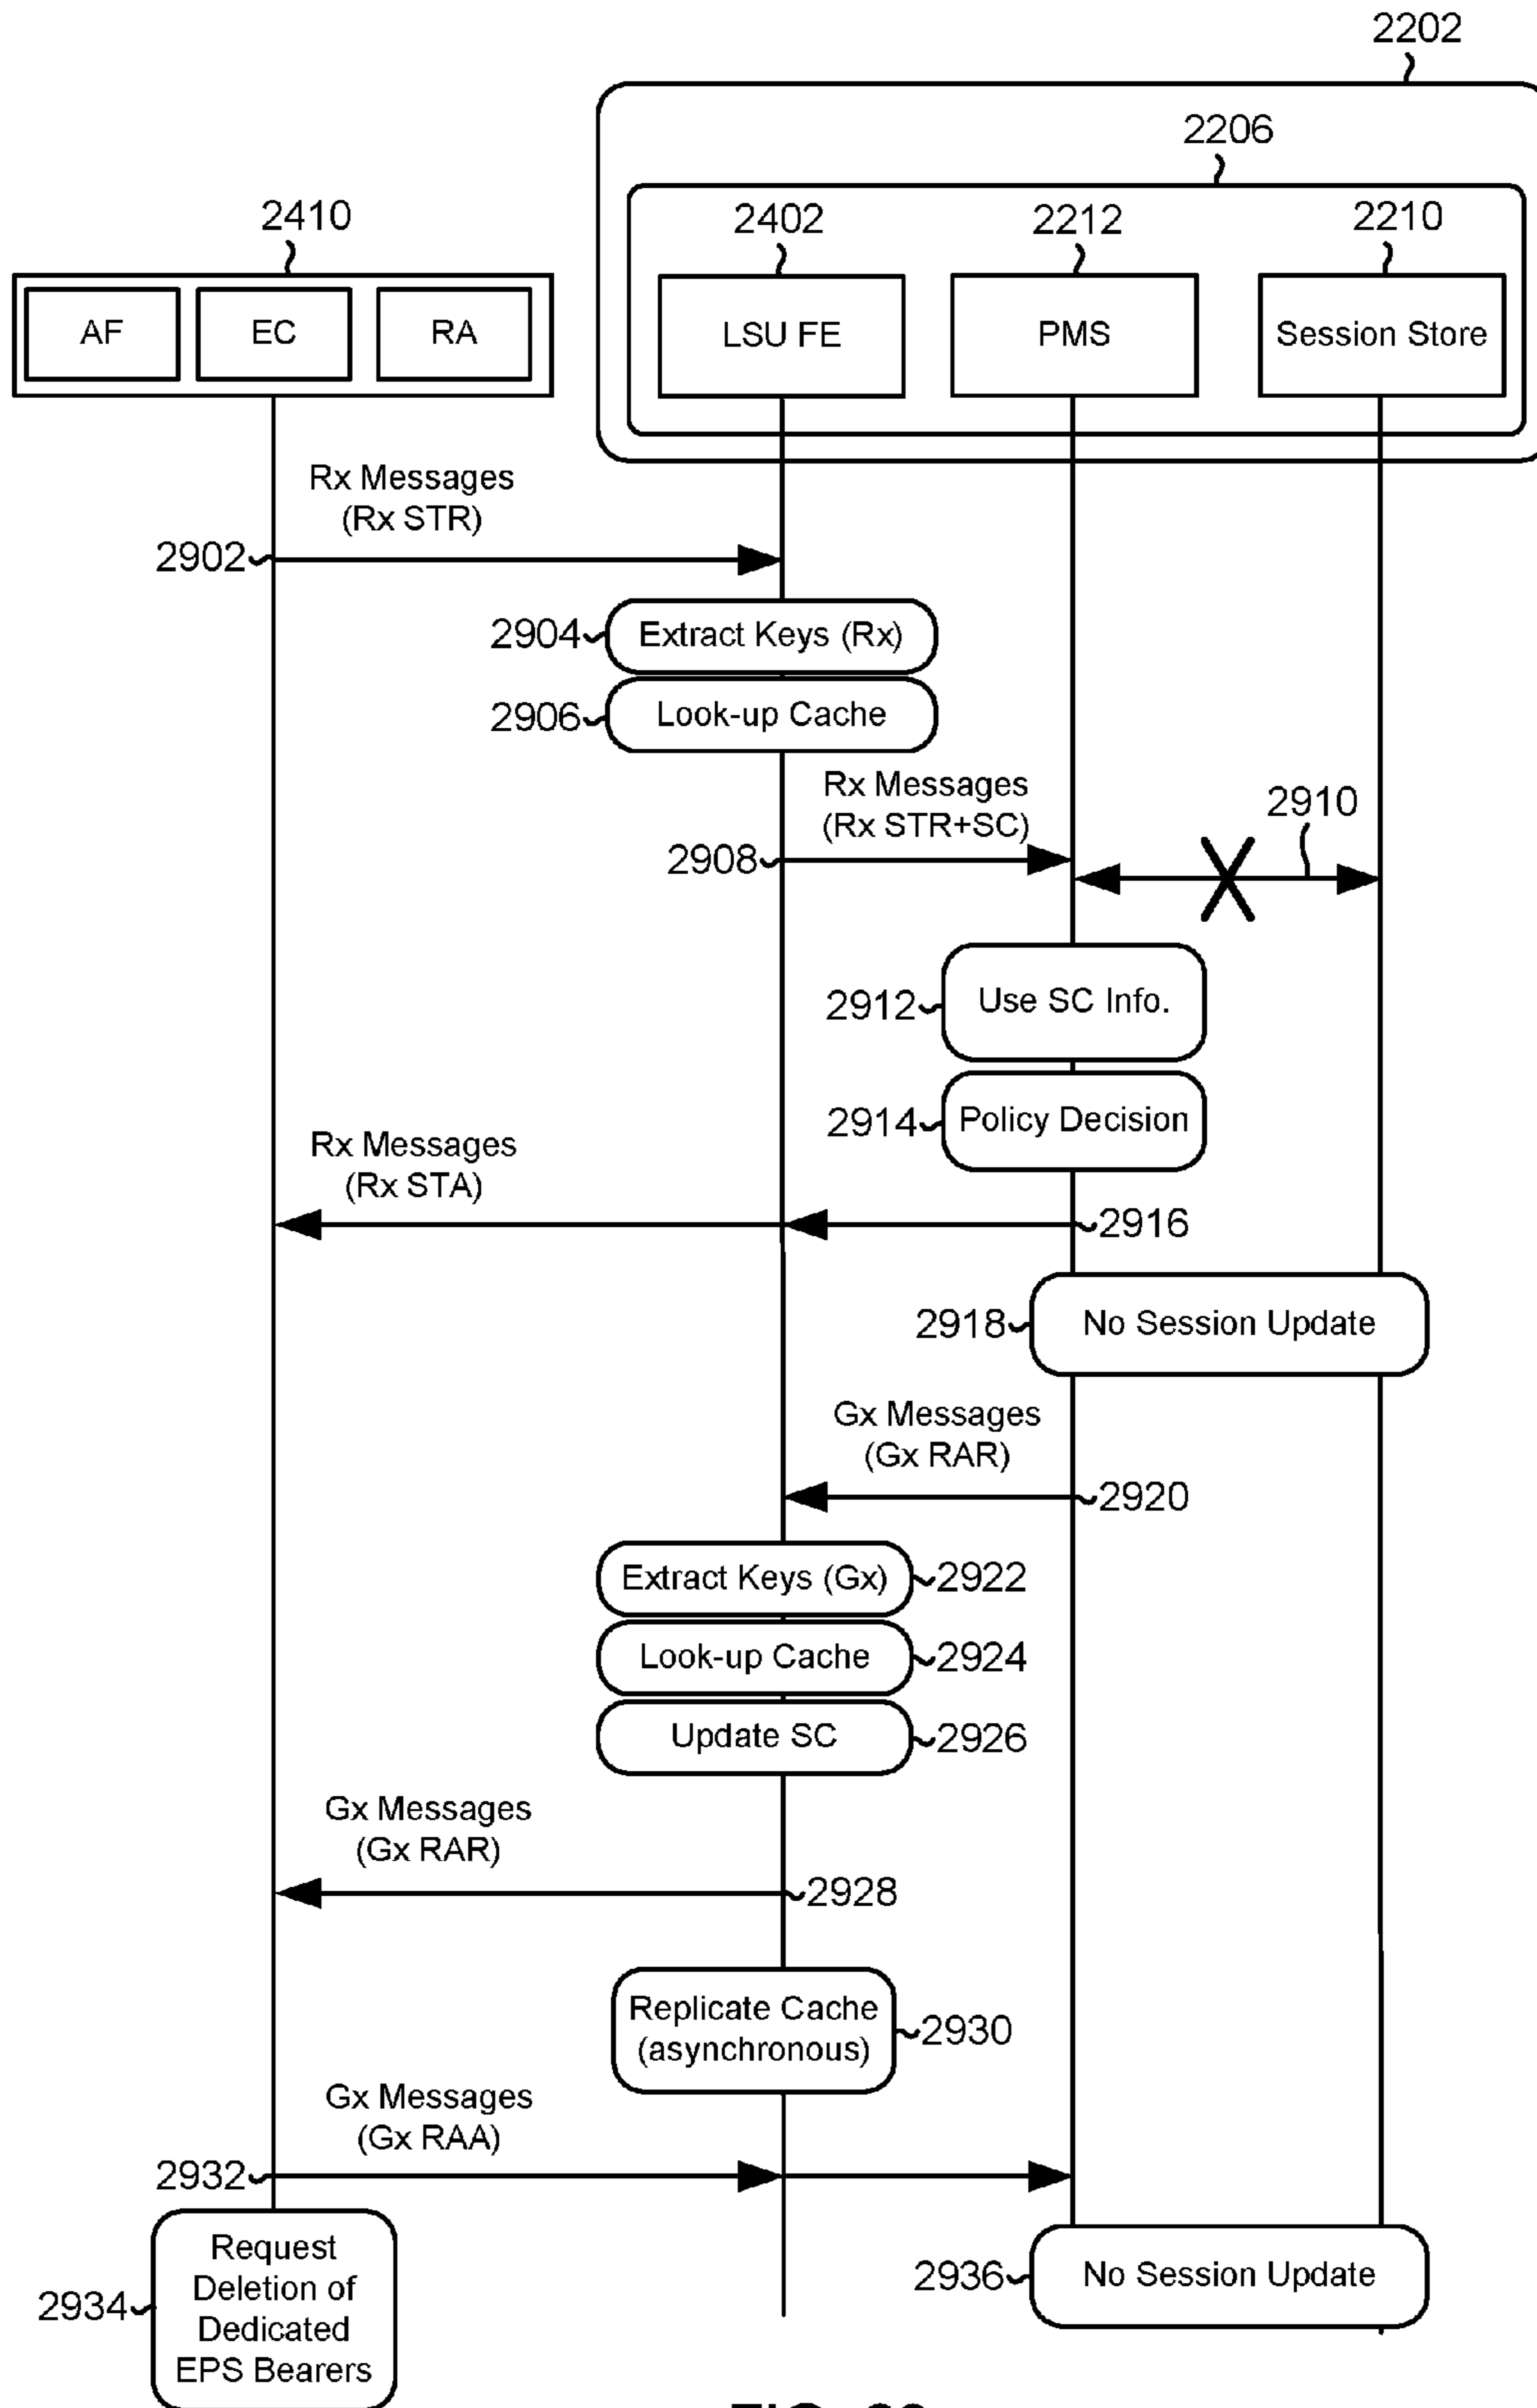 2202
2206
2410
2402
2212
2210
AF
EC
RA
LSU FE
PMS
Session Store
Rx Messages
(Rx STR)
2902
2904
Extract Keys (Rx)
2906
Look-up Cache
Rx Messages
(Rx STR+SC)
2908
2910
2912
Use SC Info.
2914
Policy Decision
Rx Messages
(Rx STA)
2916
2918
No Session Update
Gx Messages
(Gx RAR)
2920
Extract Keys (Gx)
2922
Look-up Cache
2924
Update SC
2926
Gx Messages
(Gx RAR)
2928
Replicate Cache
(asynchronous)
2930
Gx Messages
(Gx RAA)
2932
2934
Request
Deletion of
Dedicated
EPS Bearers
2936
No Session Update